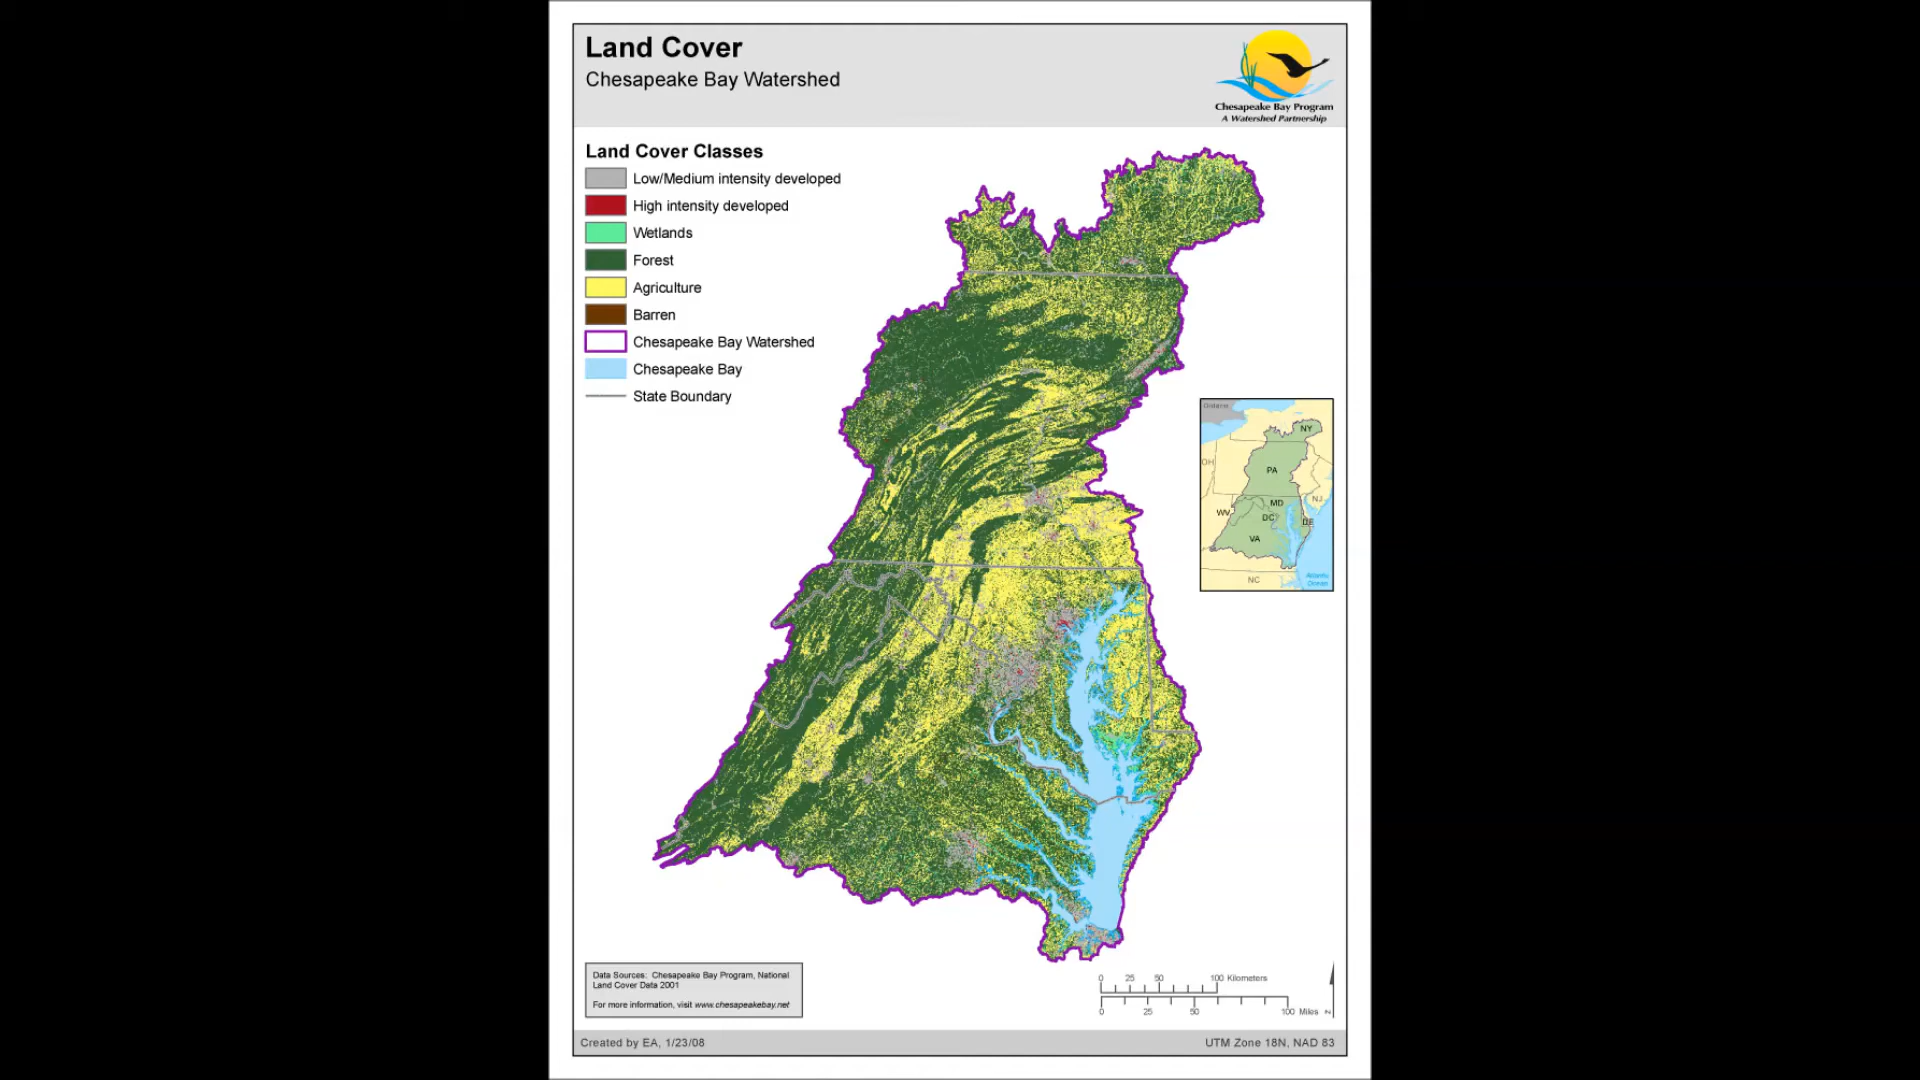 Land Cover
Chesapeake Bay Watershed
Chesapeake Bay Program
A Watershed Partnership
Land Cover Classes
Low/Medium intensity developed
High intensity developed
Wetlands
Forest
Agriculture
Barren
Chesapeake Bay Watershed
Chesapeake Bay
State Boundary
Ontario
NY
OH
PA
NJ
MD
WV
DC
DE
VA
NC
Atlantic
Ocean
Data Sources: Chesapeake Bay Program, National
Land Cover Data 2001
For more information, visit www.chesapeakebay.net
0 25 50 100 Kilometers
0 25 50 100 Miles
N
Created by EA, 1/23/08
UTM Zone 18N, NAD 83